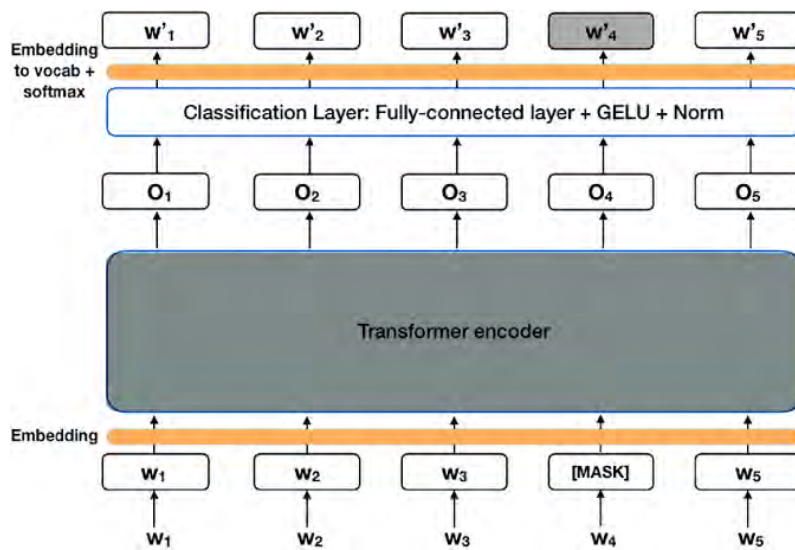 w'1 w'2 w'3 w'4 w'5
Embedding
to vocab +
softmax
Classification Layer: Fully-connected layer + GELU + Norm
O1 O2 O3 O4 O5
Transformer encoder
Embedding
W1 W2 W3 [MASK] W5
W1 W2 W3 W4 W5